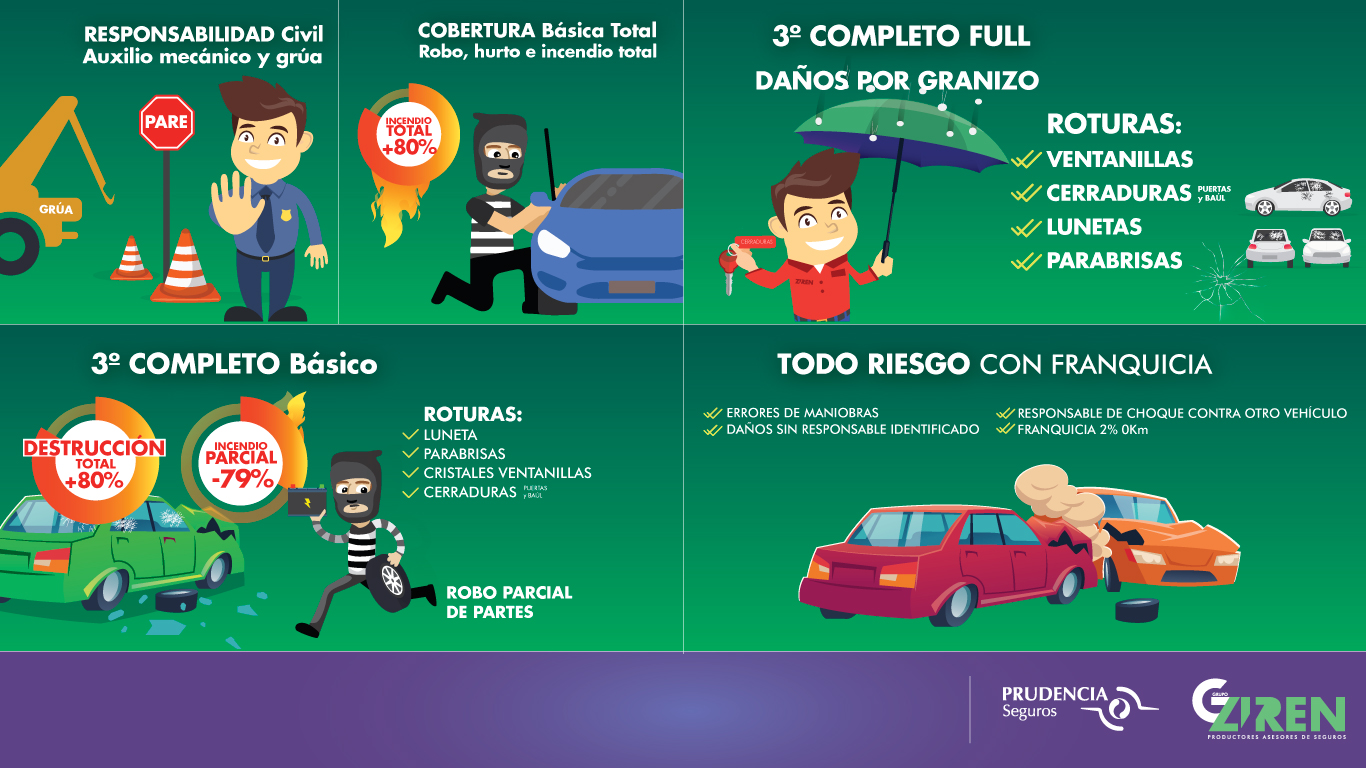 RESPONSABILIDAD Civil
Auxilio mecánico y grúa
PARE
GRÚA
COBERTURA Básica Total
Robo, hurto e incendio total
INCENDIO
TOTAL
+80%
3º COMPLETO FULL
DAÑOS POR GRANIZO
CERRADURAS
ZIREN
ROTURAS:
VENTANILLAS
CERRADURAS PUERTAS
y BAÚL
LUNETAS
PARABRISAS
3º COMPLETO Básico
DESTRUCCIÓN
TOTAL
+80%
INCENDIO
PARCIAL
-79%
ROTURAS:
LUNETA
PARABRISAS
CRISTALES VENTANILLAS
CERRADURAS PUERTAS
y BAÚL
ROBO PARCIAL
DE PARTES
TODO RIESGO CON FRANQUICIA
ERRORES DE MANIOBRAS
DAÑOS SIN RESPONSABLE IDENTIFICADO
RESPONSABLE DE CHOQUE CONTRA OTRO VEHÍCULO
FRANQUICIA 2% 0Km
PRUDENCIA
Seguros
GRUPO
ZIREN
PRODUCTORES ASESORES DE SEGUROS